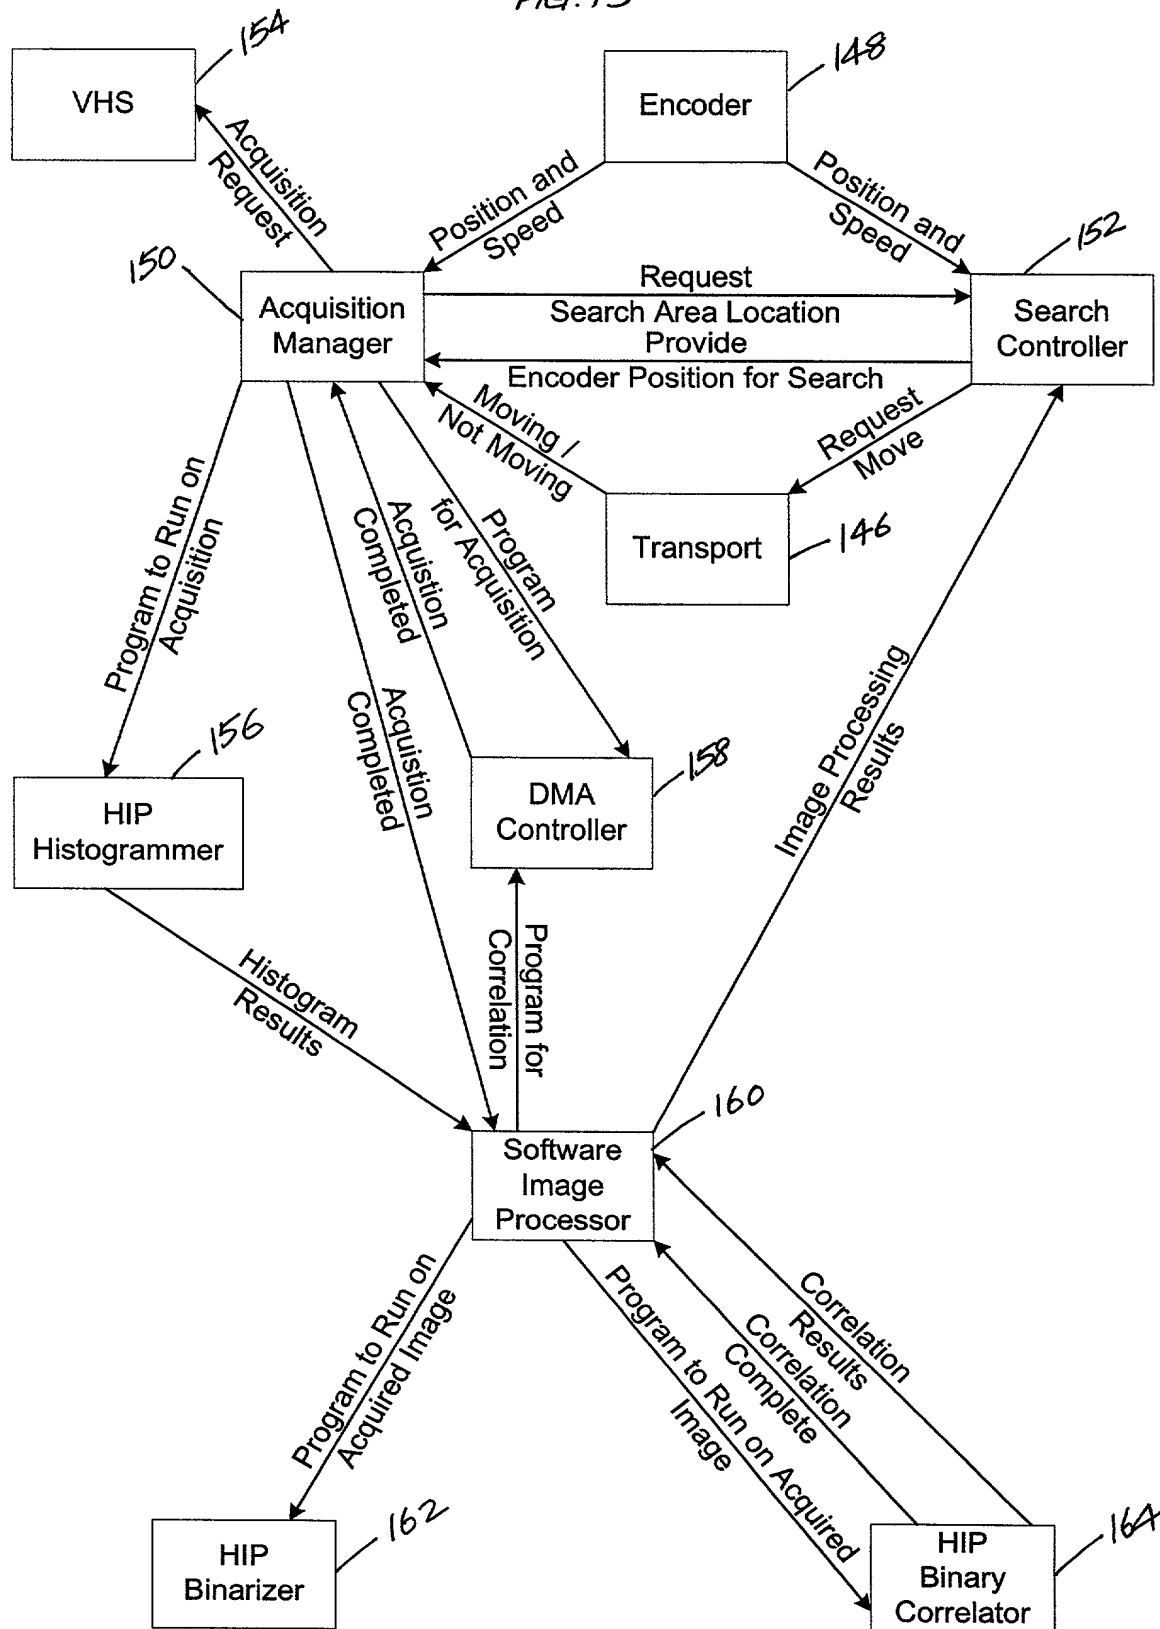 FIG. 13
154
VHS
148
Encoder
Acquisition
Request
Position and
Speed
Position and
Speed
152
150
Acquisition
Manager
Request
Search Area Location
Provide
Encoder Position for Search
Search
Controller
Moving /
Not Moving
Request
Move
Transport
146
Program to Run on
Acquisition
Acquistion
Completed
Program
for Acquisition
Acquistion
Completed
Image Processing
Results
156
HIP
Histogrammer
158
DMA
Controller
Histogram
Results
Program for
Correlation
160
Software
Image
Processor
Program to Run on
Acquired Image
Program to Run on Acquired
Image
Correlation
Complete
Correlation
Results
162
HIP
Binarizer
164
HIP
Binary
Correlator